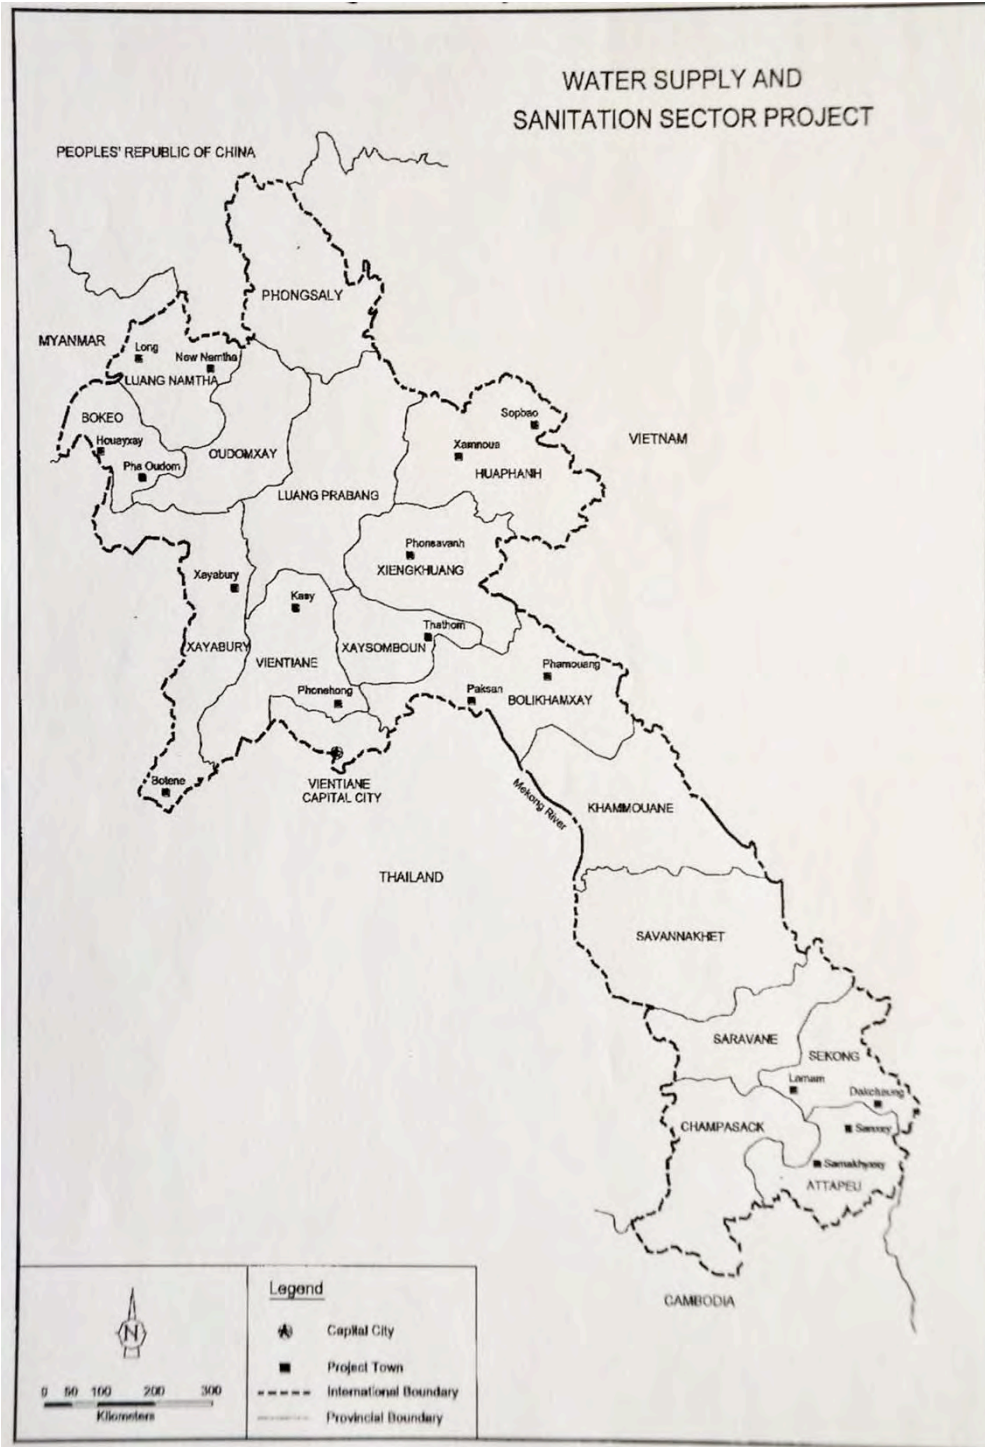 WATER SUPPLY AND
SANITATION SECTOR PROJECT
PEOPLES' REPUBLIC OF CHINA
PHONGSALY
MYANMAR
Long
New Namtha
LUANG NAMTHA
BOKEO
Houayxay
Pha Oudom
OUDOMXAY
LUANG PRABANG
Sopbao
Xamnoua
HUAPHANH
VIETNAM
Phonsavanh
XIENGKHUANG
Xayabury
Kasy
Thathom
XAYABURY
VIENTIANE
XAYSOMBOUN
Phamouang
Phonehong
Paksan
BOLIKHAMXAY
Botene
VIENTIANE
CAPITAL CITY
Mekong River
KHAMMOUANE
THAILAND
SAVANNAKHET
SARAVANE
SEKONG
Lamam
Dakcheung
CHAMPASACK
Sanxay
Samakhyxay
ATTAPEU
CAMBODIA
N
0 50 100 200 300
Kilometers
Legend
Capital City
Project Town
International Boundary
Provincial Boundary